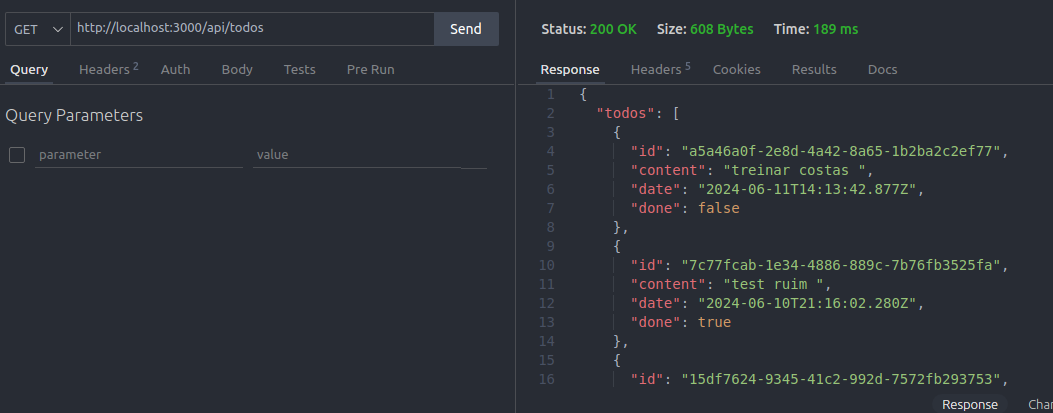 GET http://localhost:3000/api/todos Send
Query Headers 2 Auth Body Tests Pre Run
Query Parameters
parameter value
Status: 200 OK Size: 608 Bytes Time: 189 ms
Response Headers 5 Cookies Results Docs
1 {
2 "todos": [
3 {
4 "id": "a5a46a0f-2e8d-4a42-8a65-1b2ba2c2ef77",
5 "content": "treinar costas ",
6 "date": "2024-06-11T14:13:42.877Z",
7 "done": false
8 },
9 {
10 "id": "7c77fcab-1e34-4886-889c-7b76fb3525fa",
11 "content": "test ruim ",
12 "date": "2024-06-10T21:16:02.280Z",
13 "done": true
14 },
15 {
16 "id": "15df7624-9345-41c2-992d-7572fb293753",
Response